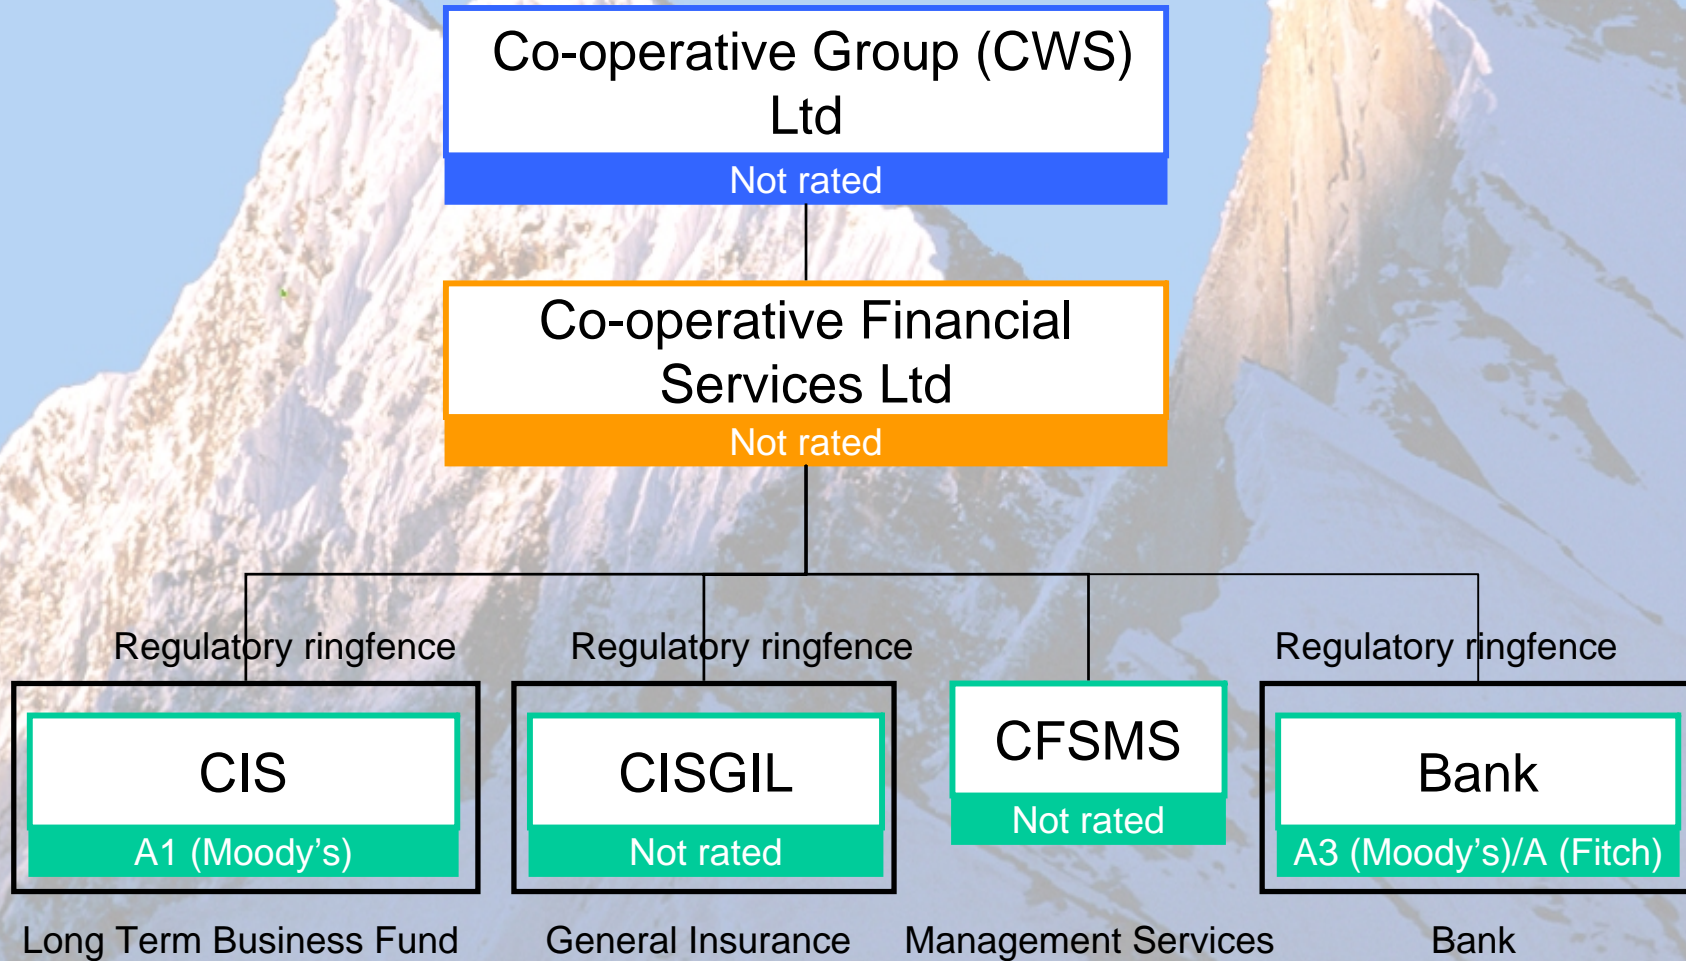 Co-operative Group (CWS)
Ltd
Not rated
Co-operative Financial
Services Ltd
Not rated
Regulatory ringfence
Regulatory ringfence
Regulatory ringfence
CIS
A1 (Moody’s)
CISGIL
Not rated
CFSMS
Not rated
Bank
A3 (Moody’s)/A (Fitch)
Long Term Business Fund
General Insurance
Management Services
Bank